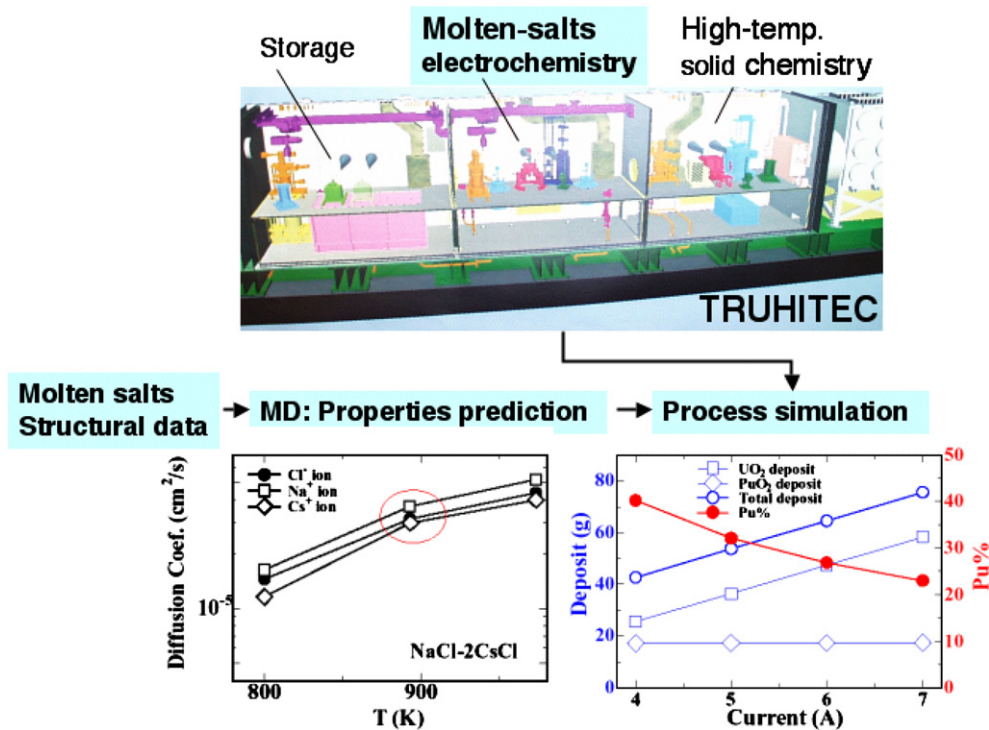 Storage
Molten-salts
electrochemistry
High-temp.
solid chemistry
TRUHITEC
Molten salts
Structural data
MD: Properties prediction
Process simulation
Diffusion Coef. (cm²/s)
10⁻⁵
Cl⁻ ion
Na⁺ ion
Cs⁺ ion
NaCl-2CsCl
800
900
T (K)
Deposit (g)
80
60
40
20
0
UO₂ deposit
PuO₂ deposit
Total deposit
Pu%
50
40
30
20
10
0
Pu%
4
5
6
7
Current (A)